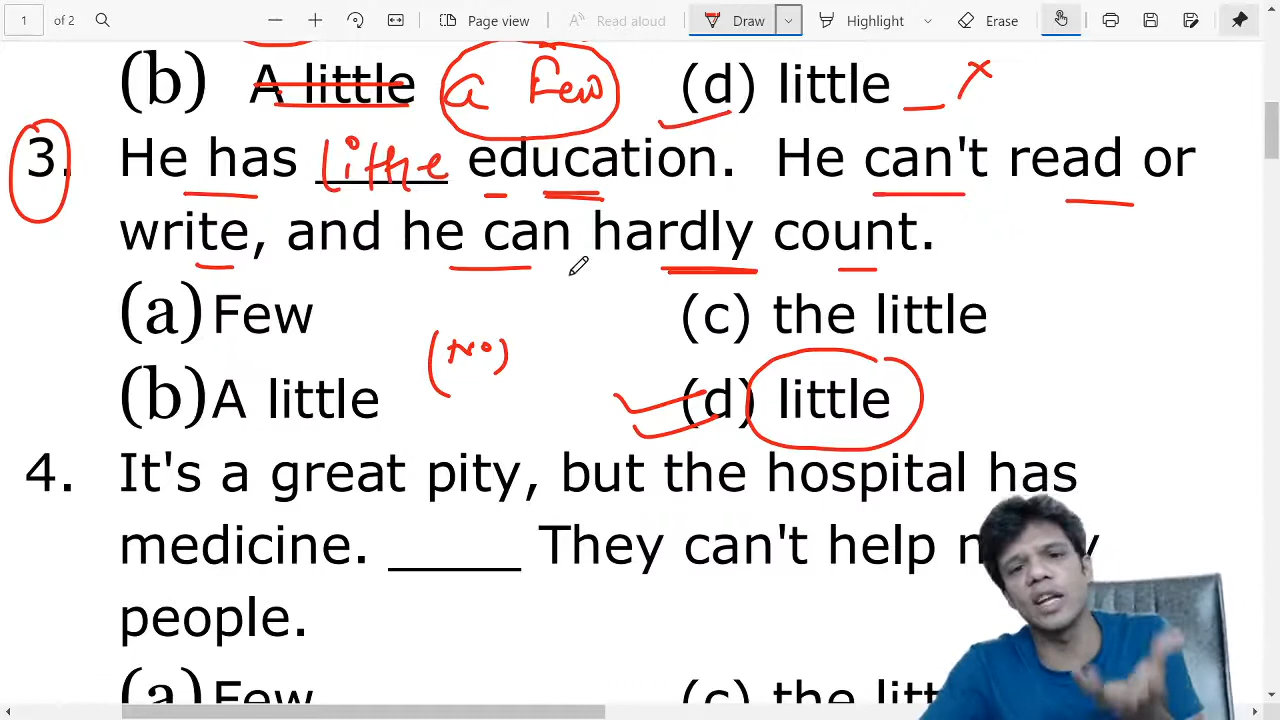 1 of 2 Page view Read aloud Draw Highlight Erase
(b) A little a few (d) little
3. He has little education. He can't read or
write, and he can hardly count.
(a) Few (c) the little
(No)
(b) A little (d) little
4. It's a great pity, but the hospital has
medicine. _____ They can't help
people.
(a) Few (c) the